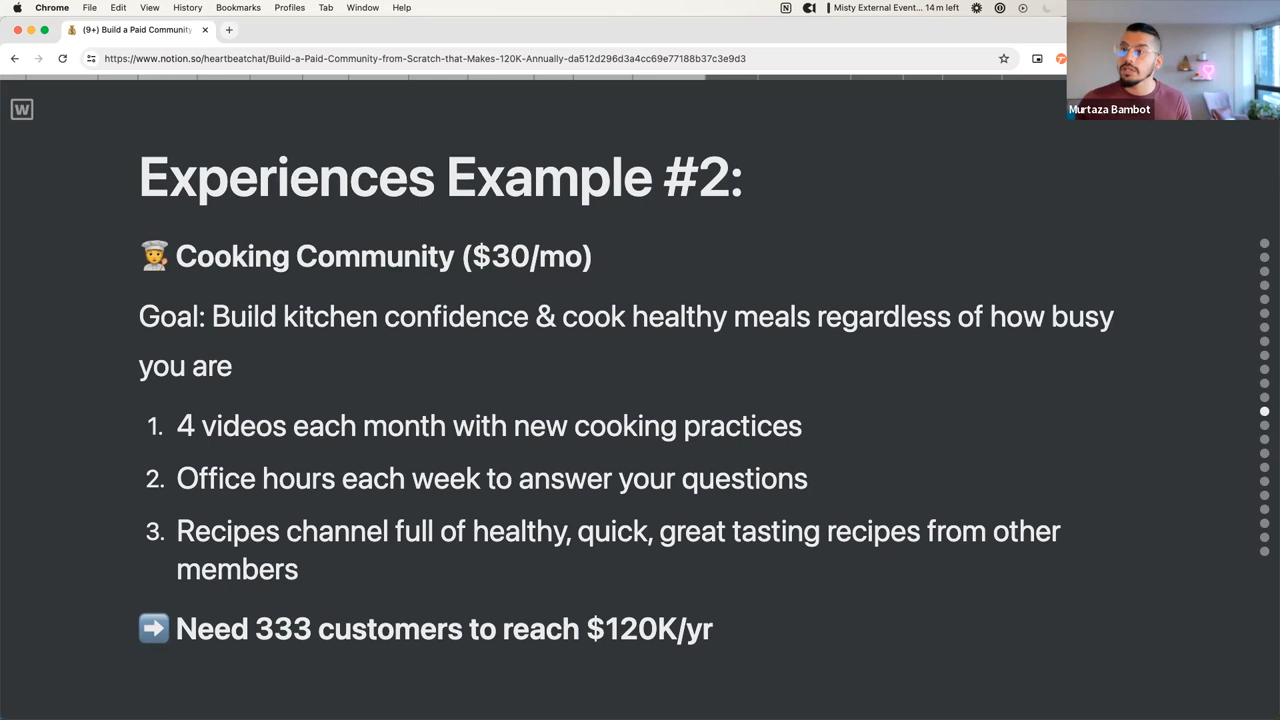 Chrome File Edit View History Bookmarks Profiles Tab Window Help
Misty External Event... 14 m left
(9+) Build a Paid Community
https://www.notion.so/heartbeatchat/Build-a-Paid-Community-from-Scratch-that-Makes-120K-Annually-da512d296d3a4cc69e77188b37c3e9d3
Murtaza Bambot
W
Experiences Example #2:
👩‍🍳 Cooking Community ($30/mo)
Goal: Build kitchen confidence & cook healthy meals regardless of how busy
you are
1. 4 videos each month with new cooking practices
2. Office hours each week to answer your questions
3. Recipes channel full of healthy, quick, great tasting recipes from other
members
➡️ Need 333 customers to reach $120K/yr